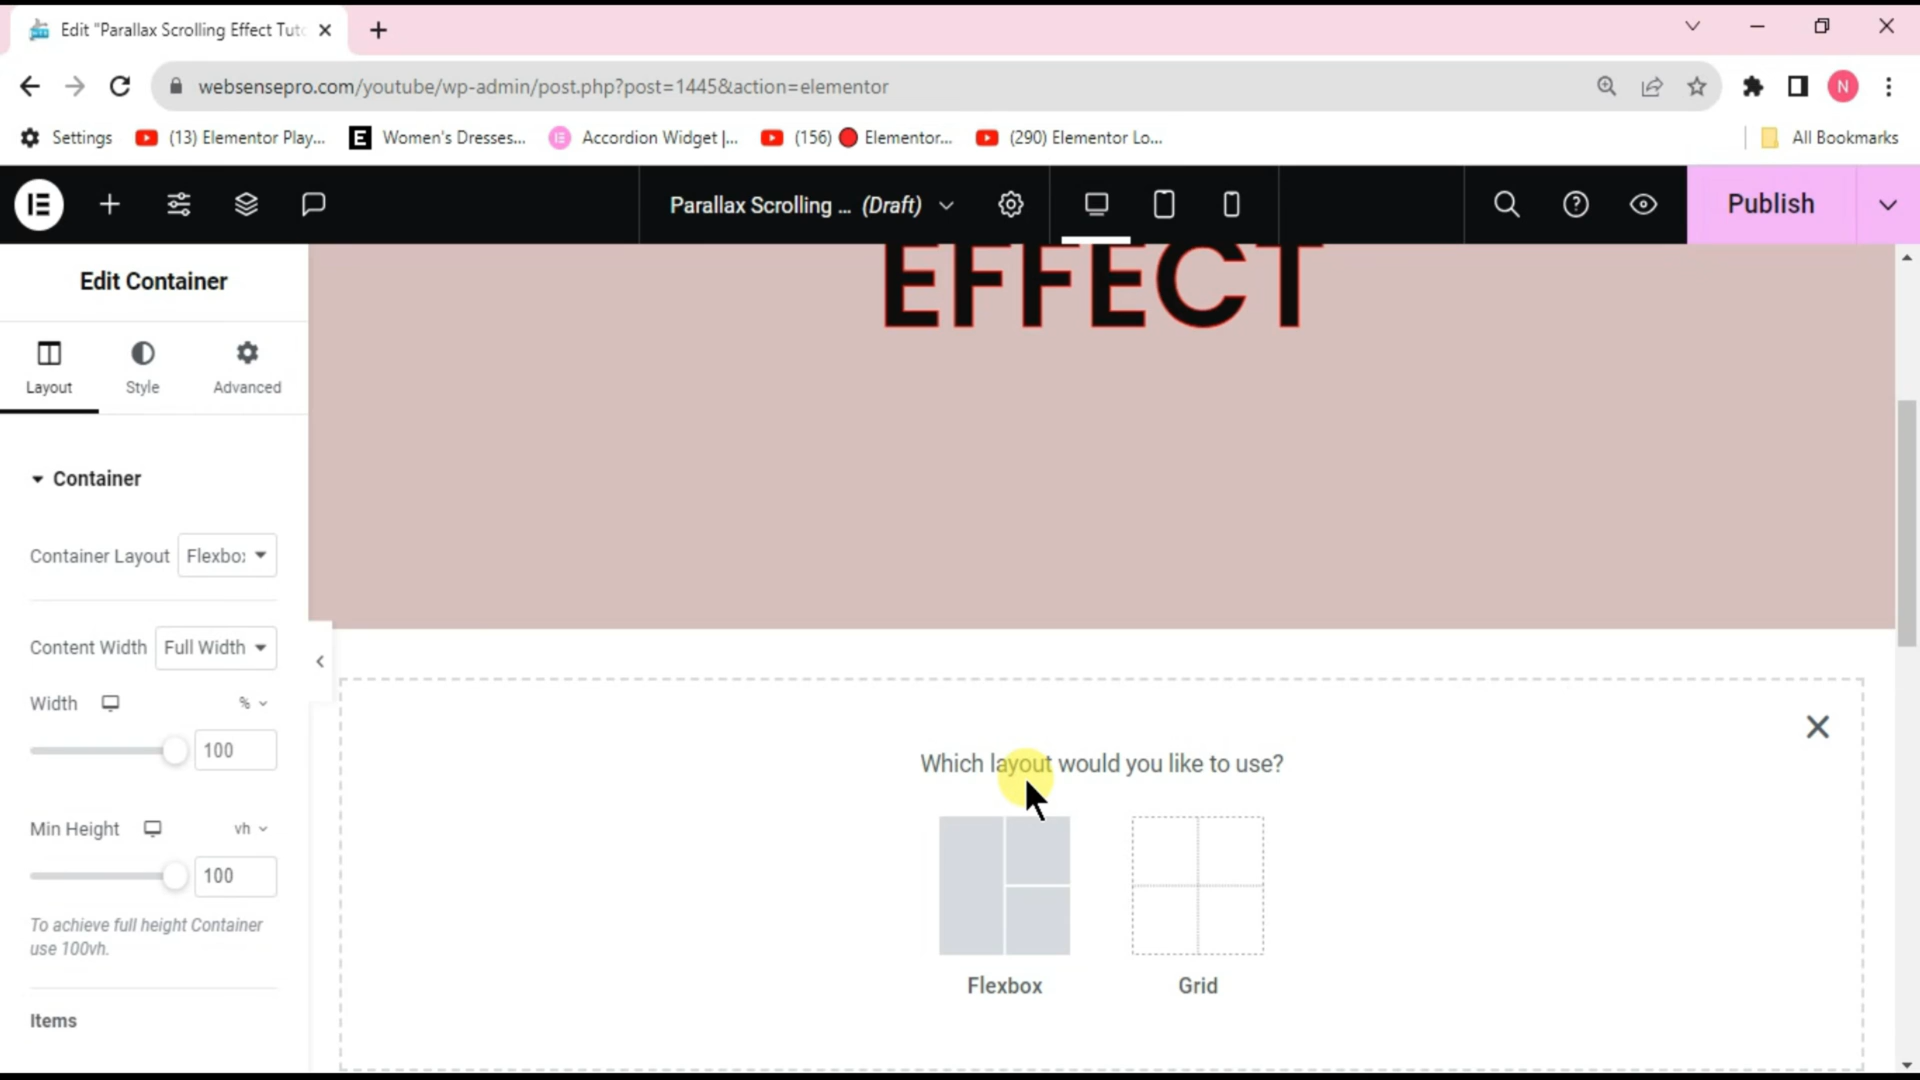 Edit "Parallax Scrolling Effect Tuto
websensepro.com/youtube/wp-admin/post.php?post=1445&action=elementor
N
Settings
(13) Elementor Play...
E
Women's Dresses...
Accordion Widget |...
(156) Elementor...
(290) Elementor Lo...
All Bookmarks
Parallax Scrolling ... (Draft)
Publish
Edit Container
Layout
Style
Advanced
Container
Container Layout
Flexbo
Content Width
Full Width
Width
%
100
Min Height
vh
100
To achieve full height Container
use 100vh.
Items
EFFECT
Which layout would you like to use?
Flexbox
Grid